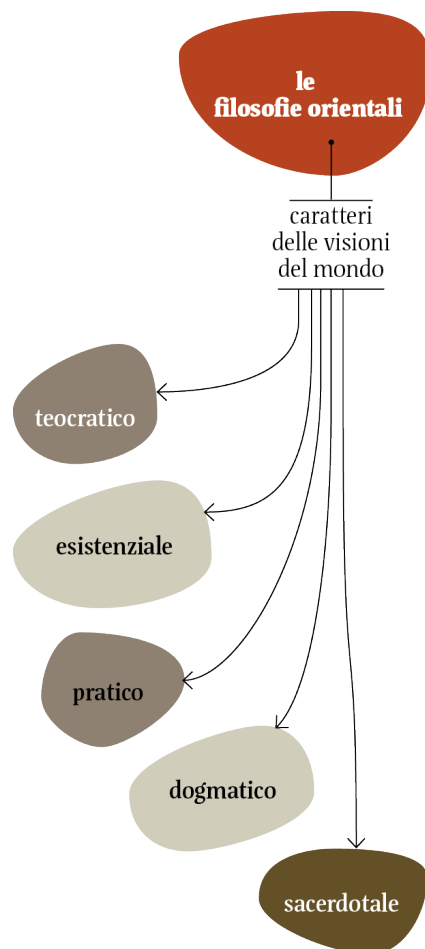 le
filosofie orientali
caratteri
delle visioni
del mondo
teocratico
esistenziale
pratico
dogmatico
sacerdotale